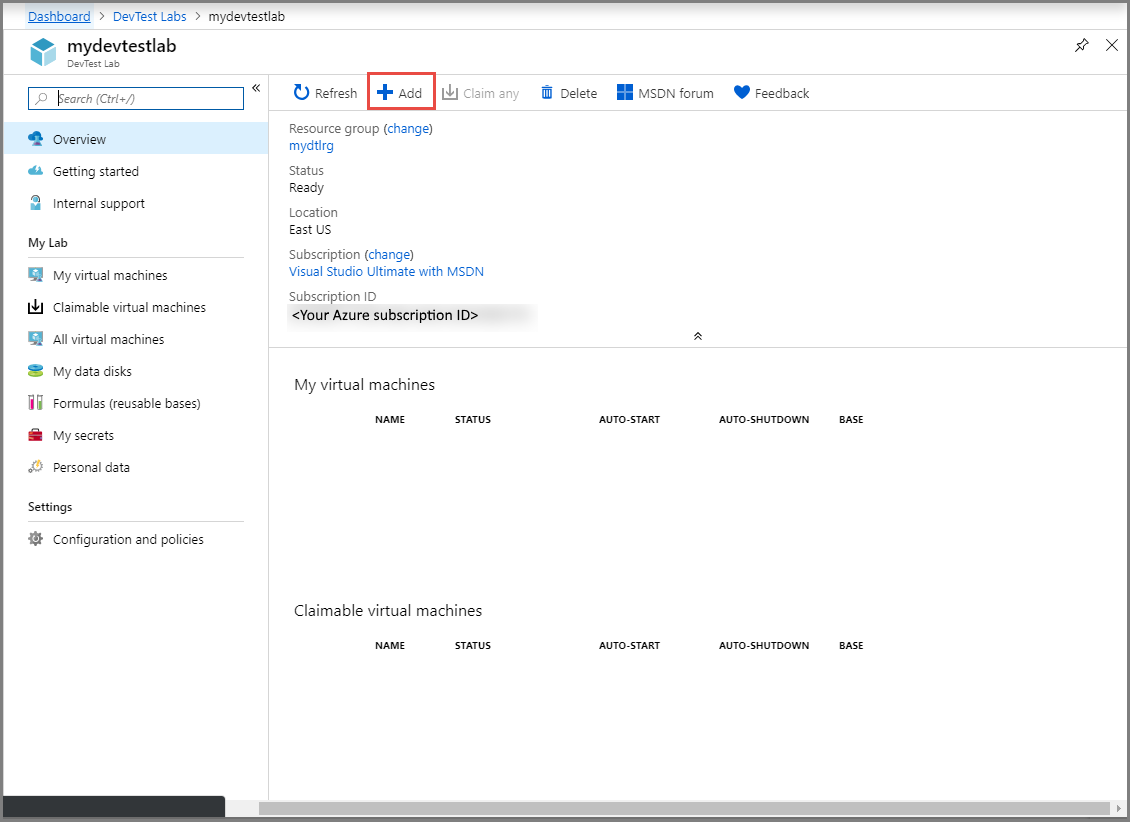 Dashboard > DevTest Labs > mydevtestlab
mydevtestlab
DevTest Lab
Search (Ctrl+/)
Overview
Getting started
Internal support
My Lab
My virtual machines
Claimable virtual machines
All virtual machines
My data disks
Formulas (reusable bases)
My secrets
Personal data
Settings
Configuration and policies
Refresh Add Claim any Delete MSDN forum Feedback
Resource group (change)
mydtlrg
Status
Ready
Location
East US
Subscription (change)
Visual Studio Ultimate with MSDN
Subscription ID
<Your Azure subscription ID>
My virtual machines
NAME STATUS AUTO-START AUTO-SHUTDOWN BASE
Claimable virtual machines
NAME STATUS AUTO-START AUTO-SHUTDOWN BASE